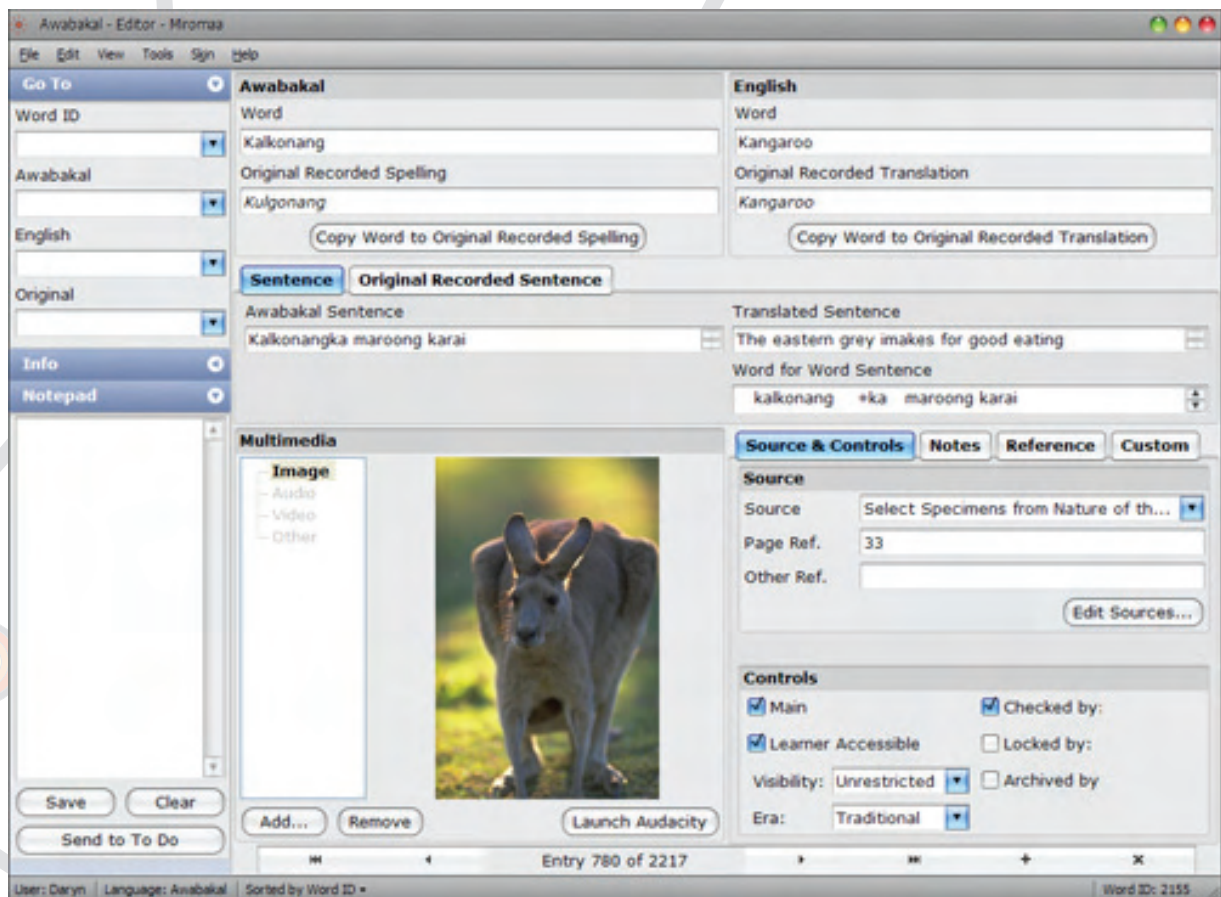 Awabakal - Editor - Miromaa
File Edit View Tools Skin Help
Go To
Word ID
Awabakal
English
Original
Info
Notepad
Save Clear
Send to To Do
Awabakal
Word
Kalkonang
Original Recorded Spelling
Kulgonang
Copy Word to Original Recorded Spelling
English
Word
Kangaroo
Original Recorded Translation
Kangaroo
Copy Word to Original Recorded Translation
Sentence Original Recorded Sentence
Awabakal Sentence
Kalkonangka maroong karai
Translated Sentence
The eastern grey imakes for good eating
Word for Word Sentence
kalkonang +ka maroong karai
Multimedia
Image
Audio
Video
Other
Add... Remove Launch Audacity
Source & Controls Notes Reference Custom
Source
Source Select Specimens from Nature of th...
Page Ref. 33
Other Ref.
Edit Sources...
Controls
Main Checked by:
Learner Accessible Locked by:
Visibility: Unrestricted Archived by
Era: Traditional
Entry 780 of 2217
User: Daryn Language: Awabakal Sorted by Word ID Word ID: 2155